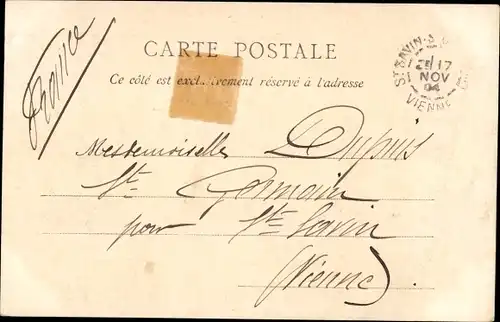 France
CARTE POSTALE
Ce côté est exclusivement réservé à l'adresse
ST SAVIN
17
NOV
04
VIENNE
Mesdemoiselles Dupuis
St. Germain
pour St. Savin
(Vienne)